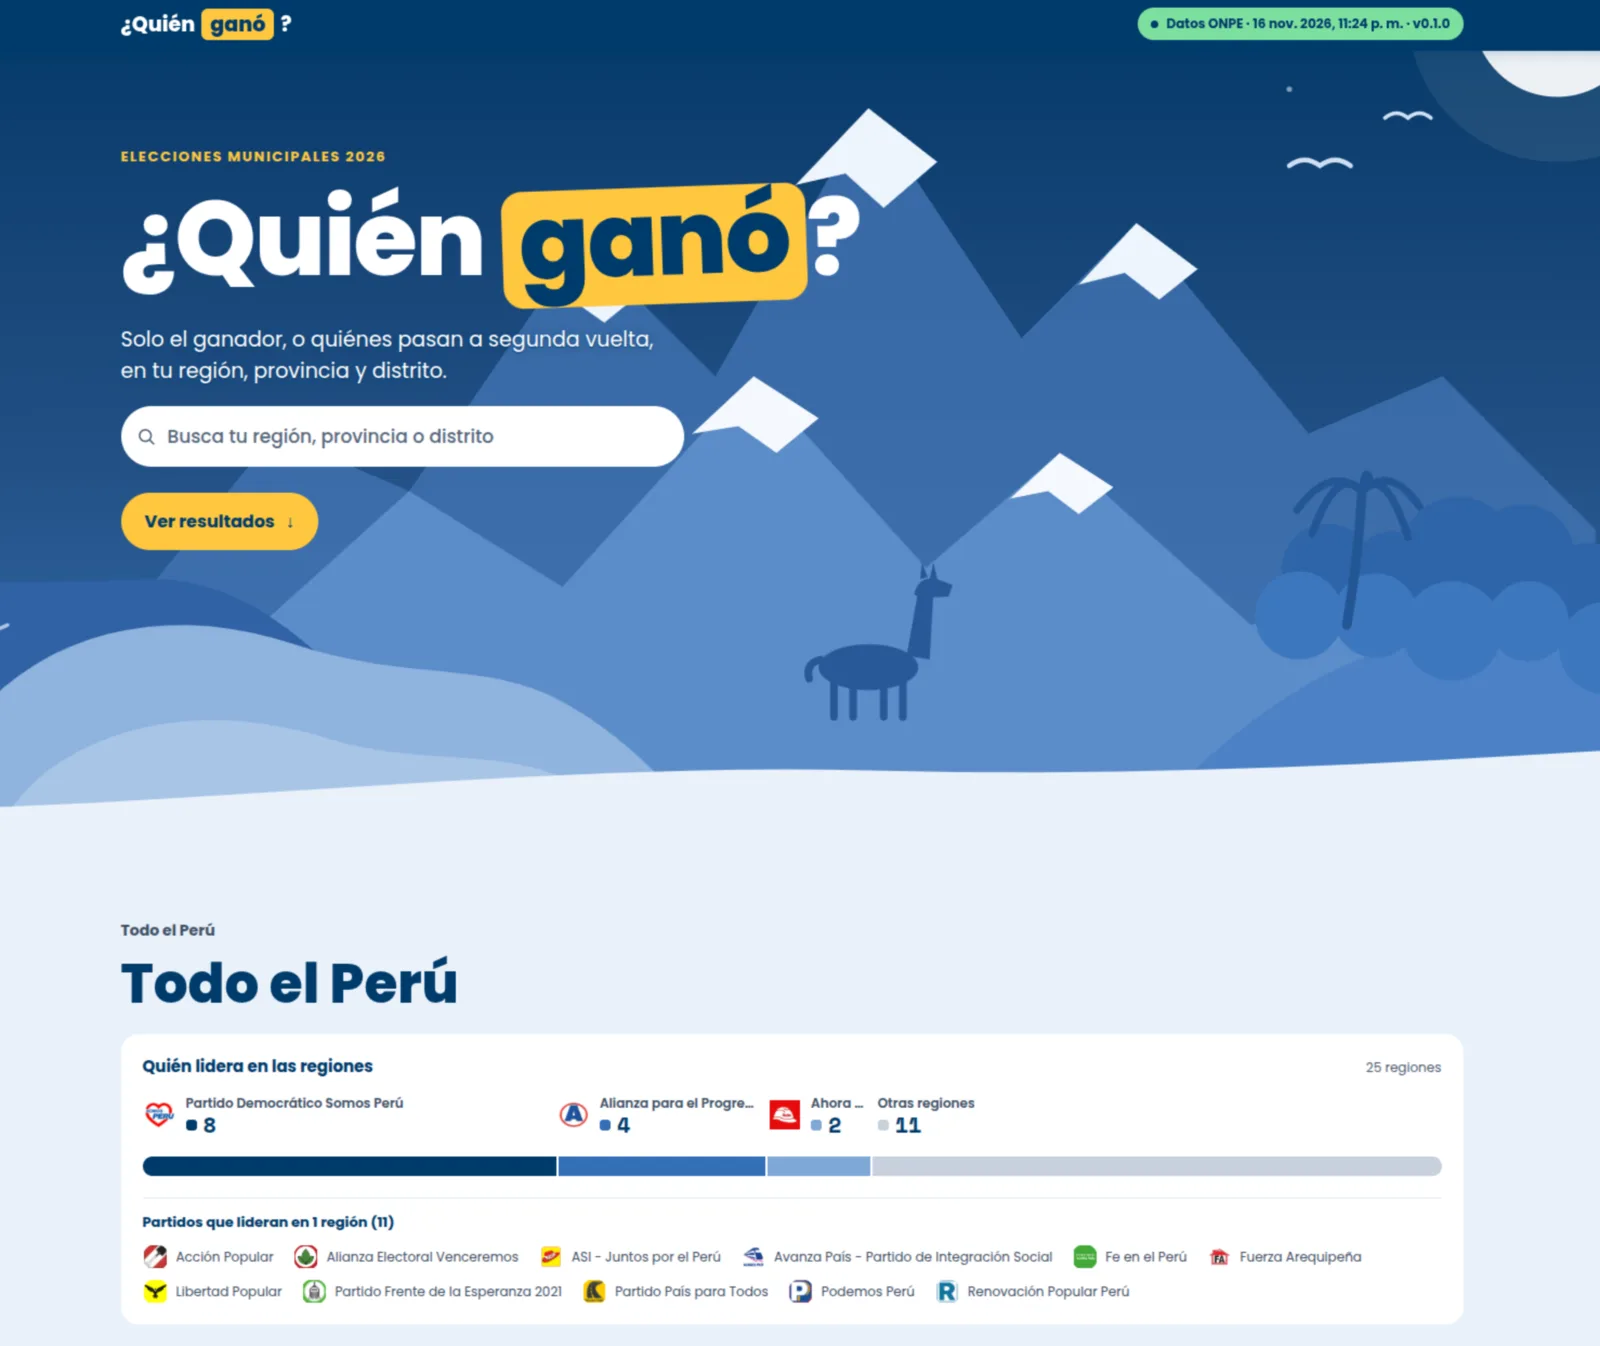 ¿Quién ganó ?
Datos ONPE · 16 nov. 2026, 11:24 p. m. · v0.1.0
ELECCIONES MUNICIPALES 2026
¿Quién ganó?
Solo el ganador, o quiénes pasan a segunda vuelta,
en tu región, provincia y distrito.
Busca tu región, provincia o distrito
Ver resultados ↓
Todo el Perú
Todo el Perú
Quién lidera en las regiones
25 regiones
Partido Democrático Somos Perú
8
Alianza para el Progre...
4
Ahora ...
2
Otras regiones
11
Partidos que lideran en 1 región (11)
Acción Popular
Alianza Electoral Venceremos
ASI - Juntos por el Perú
Avanza País - Partido de Integración Social
Fe en el Perú
FA
Fuerza Arequipeña
Libertad Popular
Partido Frente de la Esperanza 2021
Partido País para Todos
P
Podemos Perú
R
Renovación Popular Perú